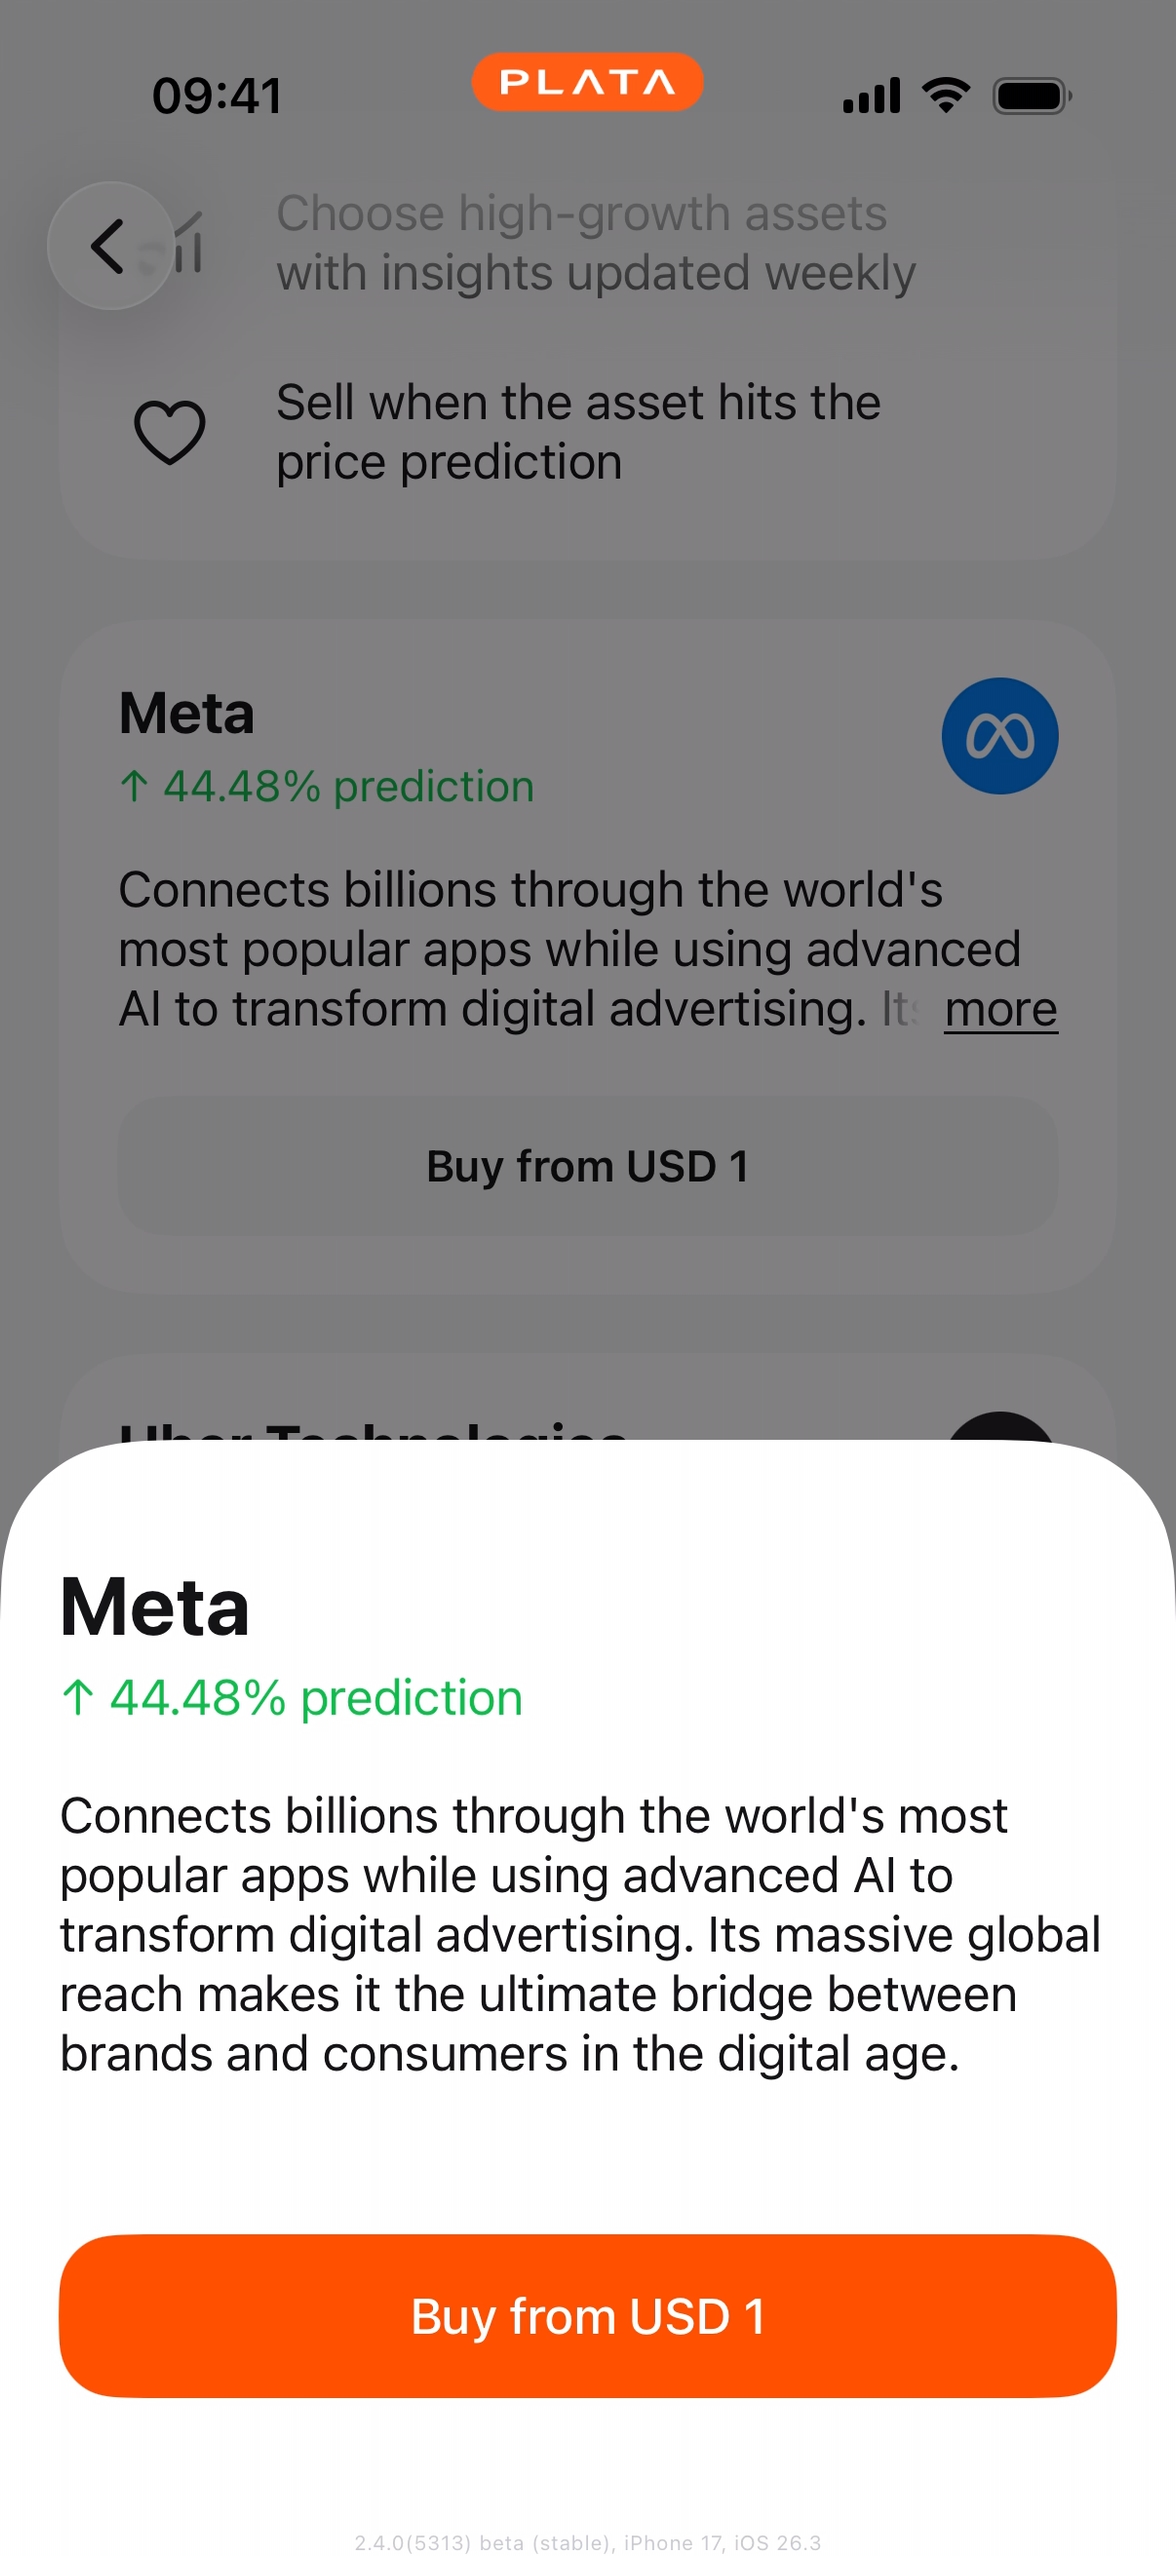 09:41
PLATA
Choose high-growth assets
with insights updated weekly
Sell when the asset hits the
price prediction
Meta
↑ 44.48% prediction
Connects billions through the world's
most popular apps while using advanced
AI to transform digital advertising. Its more
Buy from USD 1
Uber Technologies
Meta
↑ 44.48% prediction
Connects billions through the world's most
popular apps while using advanced AI to
transform digital advertising. Its massive global
reach makes it the ultimate bridge between
brands and consumers in the digital age.
Buy from USD 1
2.4.0(5313) beta (stable), iPhone 17, iOS 26.3